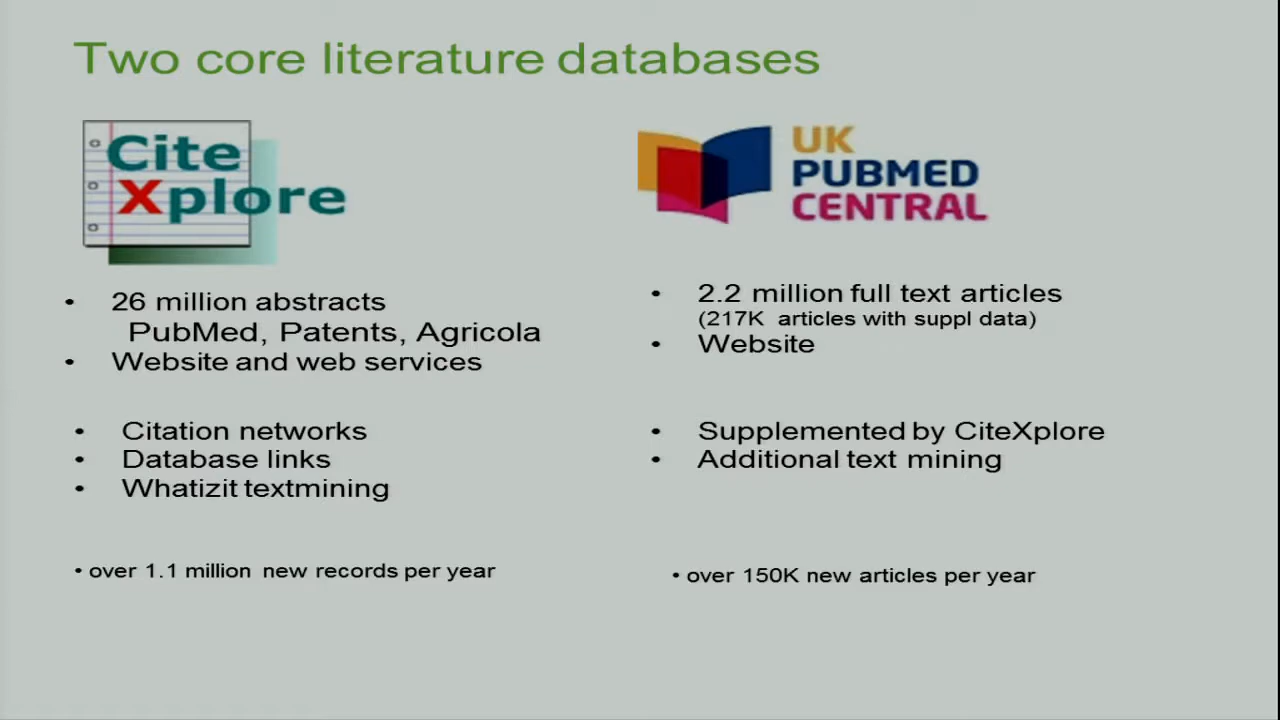 Two core literature databases
Cite
Xplore
• 26 million abstracts
PubMed, Patents, Agricola
• Website and web services
• Citation networks
• Database links
• Whatizit textmining
• over 1.1 million new records per year
UK
PUBMED
CENTRAL
• 2.2 million full text articles
(217K articles with suppl data)
• Website
• Supplemented by CiteXplore
• Additional text mining
• over 150K new articles per year